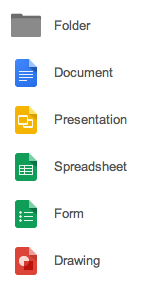 Folder
Document
Presentation
Spreadsheet
Form
Drawing